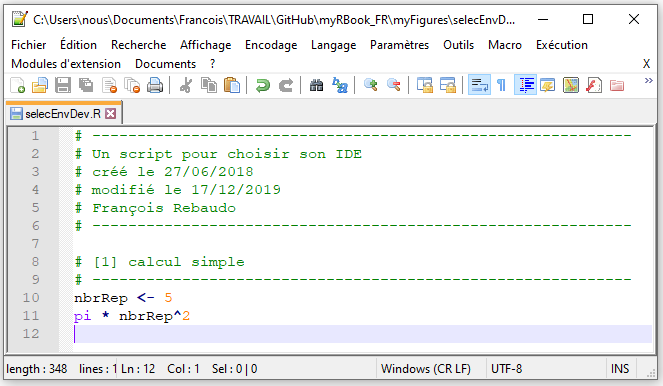 C:\Users\nous\Documents\Francois\TRAVAIL\GitHub\myRBook_FR\myFigures\selecEnvD...
Fichier Édition Recherche Affichage Encodage Langage Paramètres Outils Macro Exécution
Modules d'extension Documents ? X
selecEnvDev.R
1 # ------------------------------------------------------------
2 # Un script pour choisir son IDE
3 # créé le 27/06/2018
4 # modifié le 17/12/2019
5 # François Rebaudo
6 # ------------------------------------------------------------
7
8 # [1] calcul simple
9 # ------------------------------------------------------------
10 nbrRep <- 5
11 pi * nbrRep^2
12
length : 348 lines : 1 Ln : 12 Col : 1 Sel : 0 | 0 Windows (CR LF) UTF-8 INS